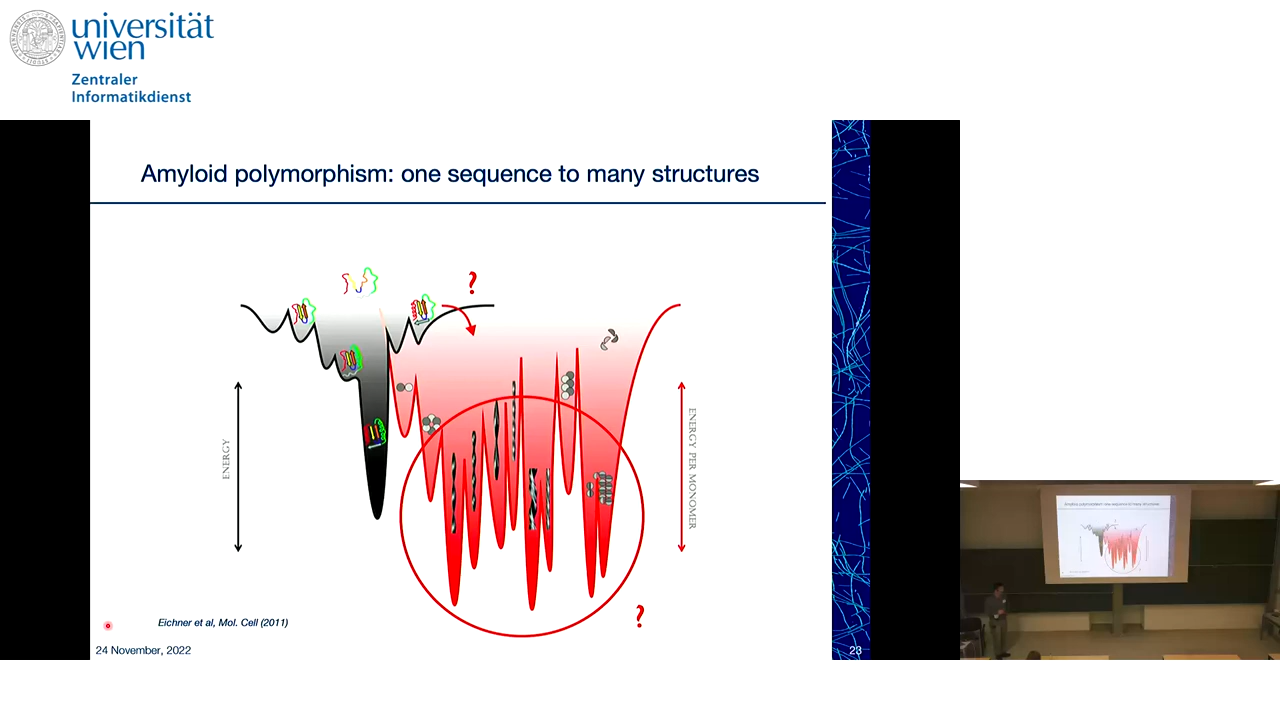 universität
wien
Zentraler
Informatikdienst
Amyloid polymorphism: one sequence to many structures
?
ENERGY
ENERGY PER MONOMER
?
Eichner et al, Mol. Cell (2011)
24 November, 2022
23